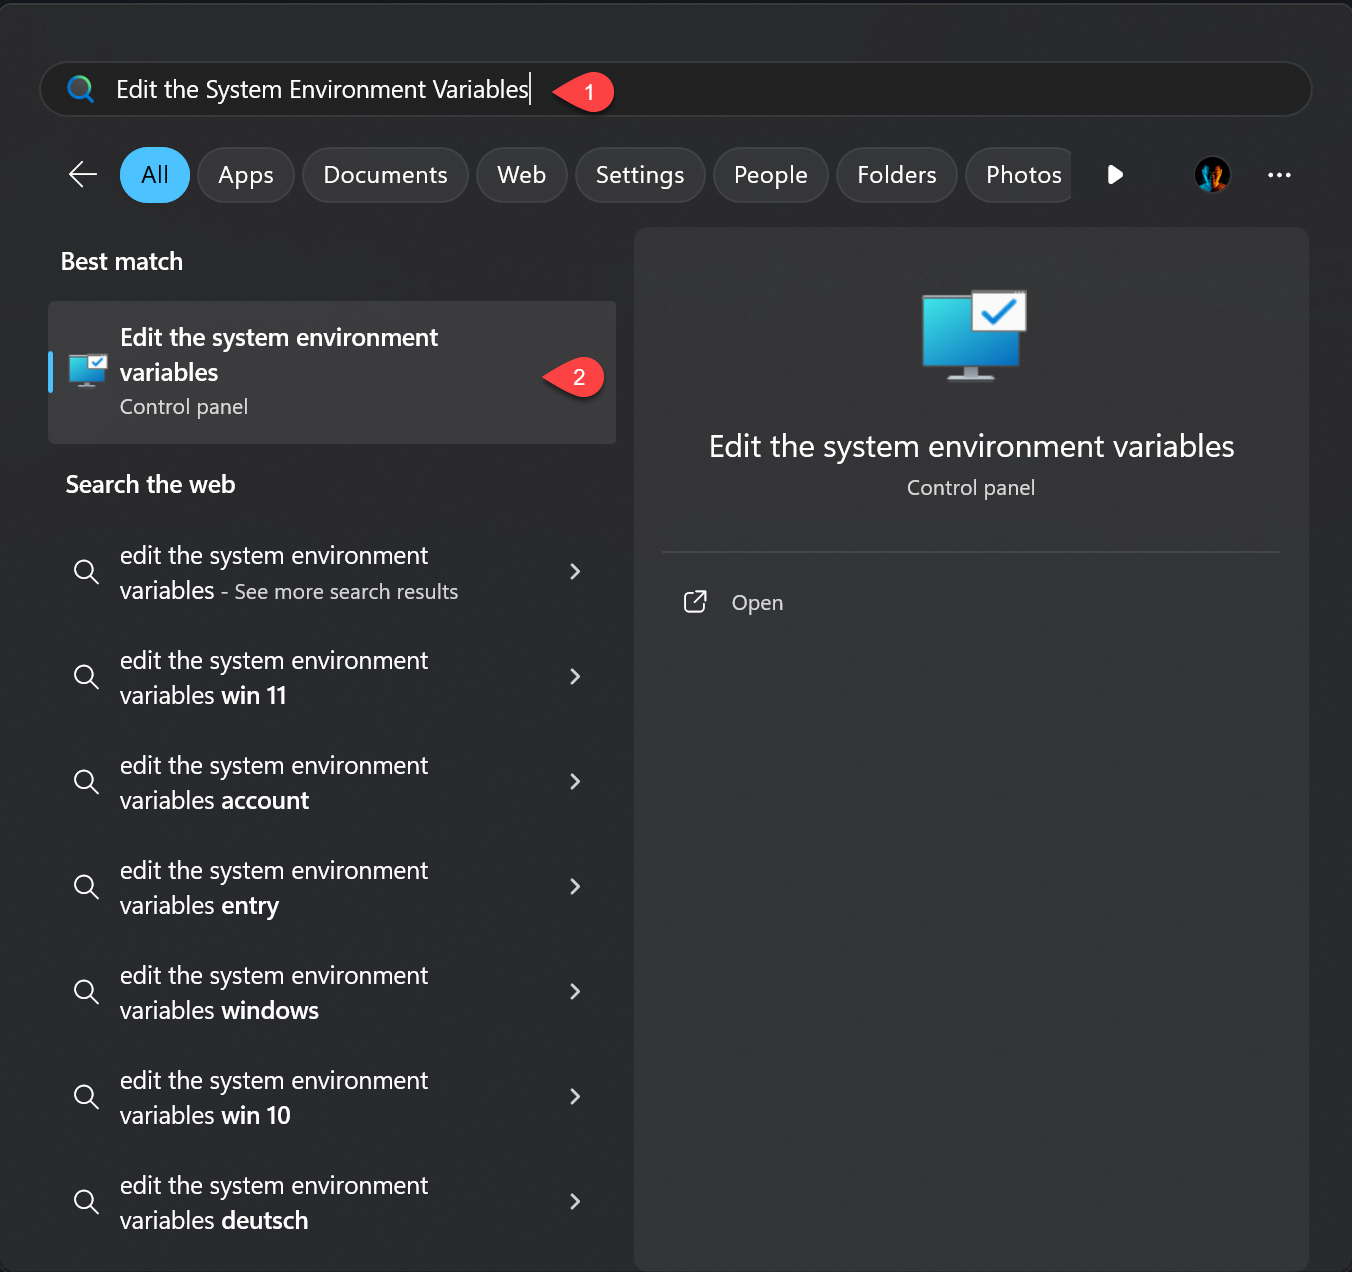 Edit the System Environment Variables
1
All
Apps
Documents
Web
Settings
People
Folders
Photos
Best match
Edit the system environment
variables
Control panel
2
Search the web
edit the system environment
variables - See more search results
edit the system environment
variables win 11
edit the system environment
variables account
edit the system environment
variables entry
edit the system environment
variables windows
edit the system environment
variables win 10
edit the system environment
variables deutsch
Edit the system environment variables
Control panel
Open